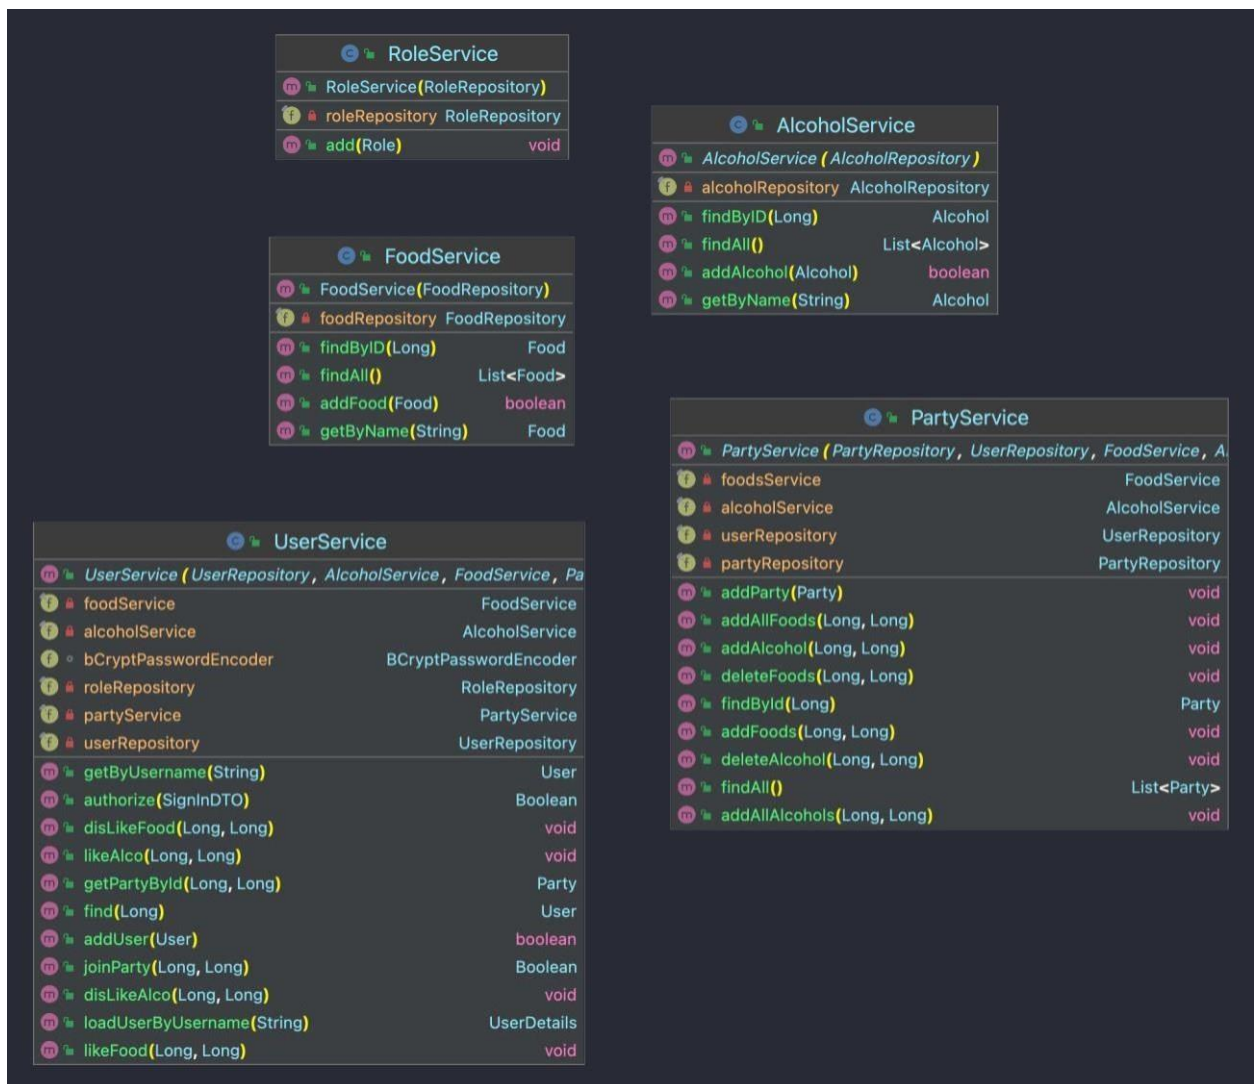 RoleService
RoleService(RoleRepository)
roleRepository RoleRepository
add(Role) void
AlcoholService
AlcoholService (AlcoholRepository)
alcoholRepository AlcoholRepository
findByID(Long) Alcohol
findAll() List<Alcohol>
addAlcohol(Alcohol) boolean
getByName(String) Alcohol
FoodService
FoodService(FoodRepository)
foodRepository FoodRepository
findByID(Long) Food
findAll() List<Food>
addFood(Food) boolean
getByName(String) Food
PartyService
PartyService (PartyRepository, UserRepository, FoodService, A
foodsService FoodService
alcoholService AlcoholService
userRepository UserRepository
partyRepository PartyRepository
addParty(Party) void
addAllFoods(Long, Long) void
addAlcohol(Long, Long) void
deleteFoods(Long, Long) void
findById(Long) Party
addFoods(Long, Long) void
deleteAlcohol(Long, Long) void
findAll() List<Party>
addAllAlcohols(Long, Long) void
UserService
UserService (UserRepository, AlcoholService, FoodService, Pa
foodService FoodService
alcoholService AlcoholService
bCryptPasswordEncoder BCryptPasswordEncoder
roleRepository RoleRepository
partyService PartyService
userRepository UserRepository
getByUsername(String) User
authorize(SignInDTO) Boolean
disLikeFood(Long, Long) void
likeAlco(Long, Long) void
getPartyById(Long, Long) Party
find(Long) User
addUser(User) boolean
joinParty(Long, Long) Boolean
disLikeAlco(Long, Long) void
loadUserByUsername(String) UserDetails
likeFood(Long, Long) void